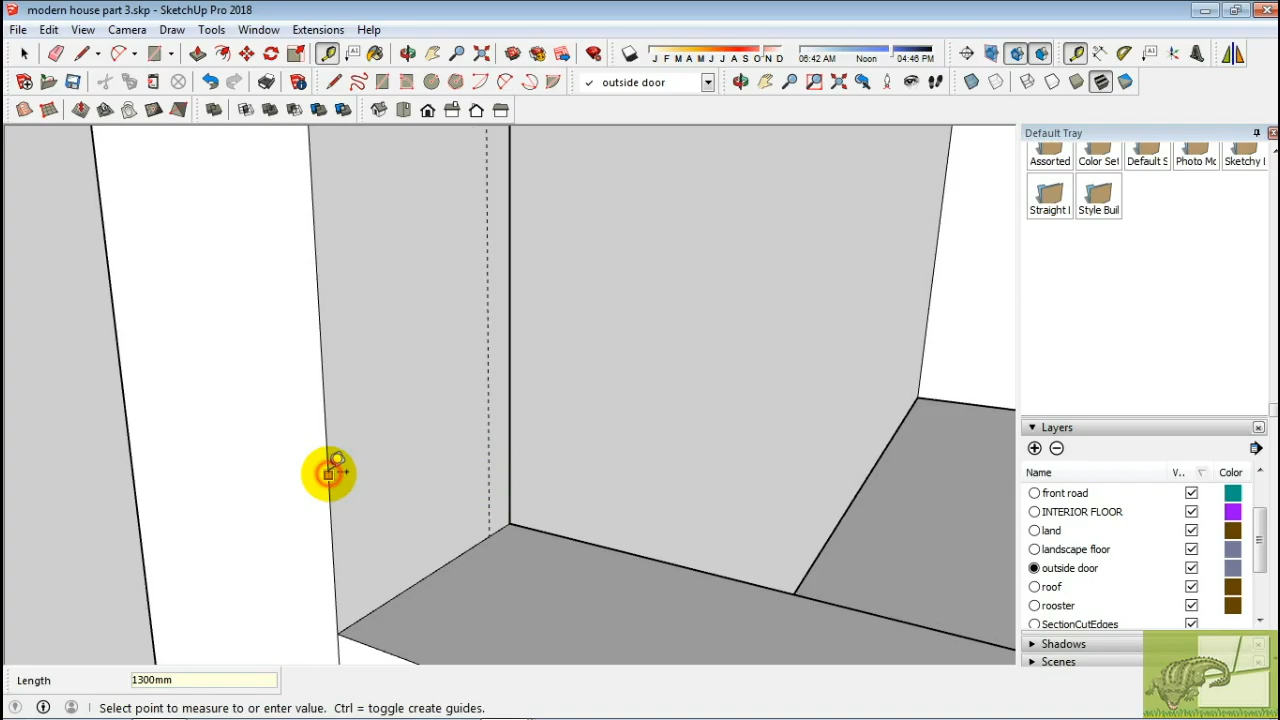 modern house part 3.skp - SketchUp Pro 2018
File Edit View Camera Draw Tools Window Extensions Help
J F M A M J J A S O N D 06:42 AM Noon 04:46 PM
outside door
Default Tray
Assorted Color Set Default S Photo Mo Sketchy
Straight l Style Buil
Layers
Name V.. Color
front road
INTERIOR FLOOR
land
landscape floor
outside door
roof
rooster
SectionCutEdges
Shadows
Scenes
Length 1300mm
Select point to measure to or enter value. Ctrl = toggle create guides.